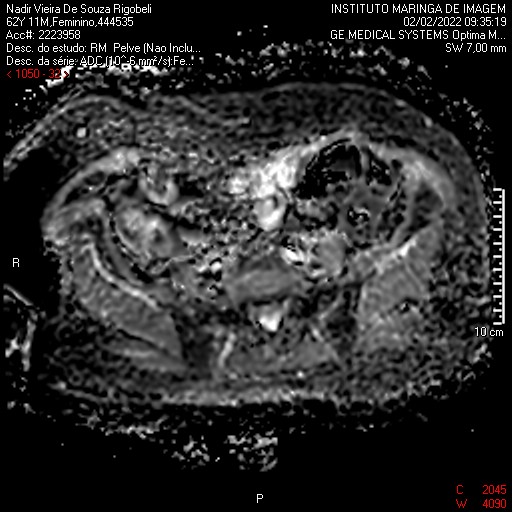 Nadir Vieira De Souza Rigobeli
62Y 11M,Feminino,444535
Acc#: 2223958
Desc. do estudo: RM Pelve (Nao Inclu...
Desc. da série: ADC (10^-6 mm²/s):Fe...
< 1050 - 32 >
INSTITUTO MARINGA DE IMAGEM
02/02/2022 09:35:19
GE MEDICAL SYSTEMS Optima M...
SW 7,00 mm
R
10 cm
P
C 2045
W 4090